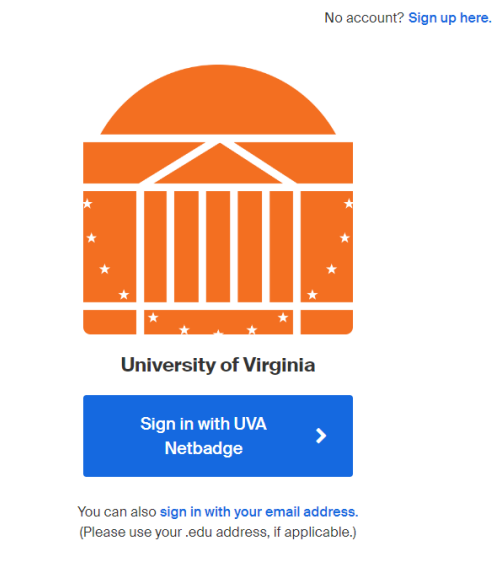 No account? Sign up here.
University of Virginia
Sign in with UVA
Netbadge
You can also sign in with your email address.
(Please use your .edu address, if applicable.)